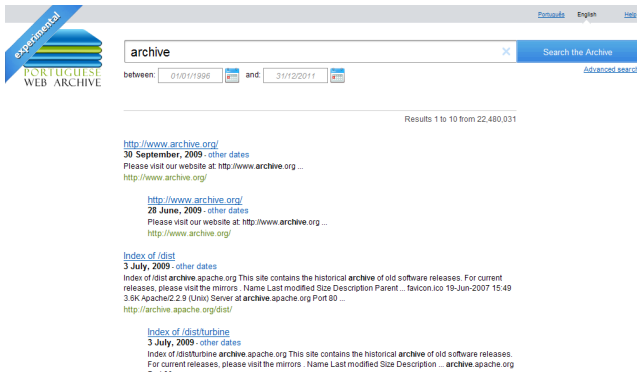 Português English Help
experimental
archive × Search the Archive
PORTUGUESE
WEB ARCHIVE
between: 01/01/1996 and: 31/12/2011 Advanced search
Results 1 to 10 from 22,480,031
http://www.archive.org/
30 September, 2009 - other dates
Please visit our website at: http://www.archive.org ...
http://www.archive.org/
http://www.archive.org/
28 June, 2009 - other dates
Please visit our website at: http://www.archive.org ...
http://www.archive.org/
Index of /dist
3 July, 2009 - other dates
Index of /dist archive.apache.org This site contains the historical archive of old software releases. For current
releases, please visit the mirrors . Name Last modified Size Description Parent ... favicon.ico 19-Jun-2007 15:49
3.6K Apache/2.2.9 (Unix) Server at archive.apache.org Port 80 ...
http://archive.apache.org/dist/
Index of /dist/turbine
3 July, 2009 - other dates
Index of /dist/turbine archive.apache.org This site contains the historical archive of old software releases.
For current releases, please visit the mirrors . Name Last modified Size Description ... archive.apache.org